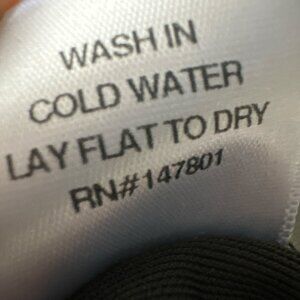 WASH IN
COLD WATER
LAY FLAT TO DRY
RN#147801